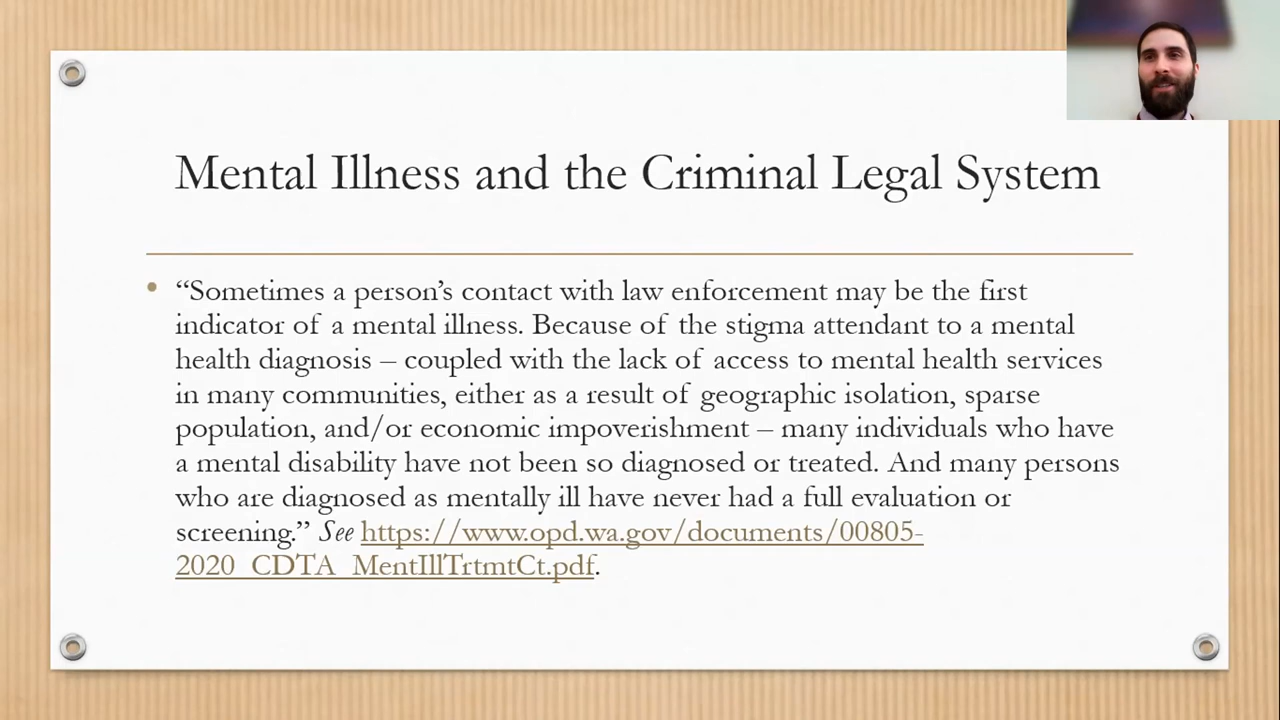 Mental Illness and the Criminal Legal System
• “Sometimes a person’s contact with law enforcement may be the first
indicator of a mental illness. Because of the stigma attendant to a mental
health diagnosis – coupled with the lack of access to mental health services
in many communities, either as a result of geographic isolation, sparse
population, and/or economic impoverishment – many individuals who have
a mental disability have not been so diagnosed or treated. And many persons
who are diagnosed as mentally ill have never had a full evaluation or
screening.” See https://www.opd.wa.gov/documents/00805-
2020_CDTA_MentIllTrtmtCt.pdf.